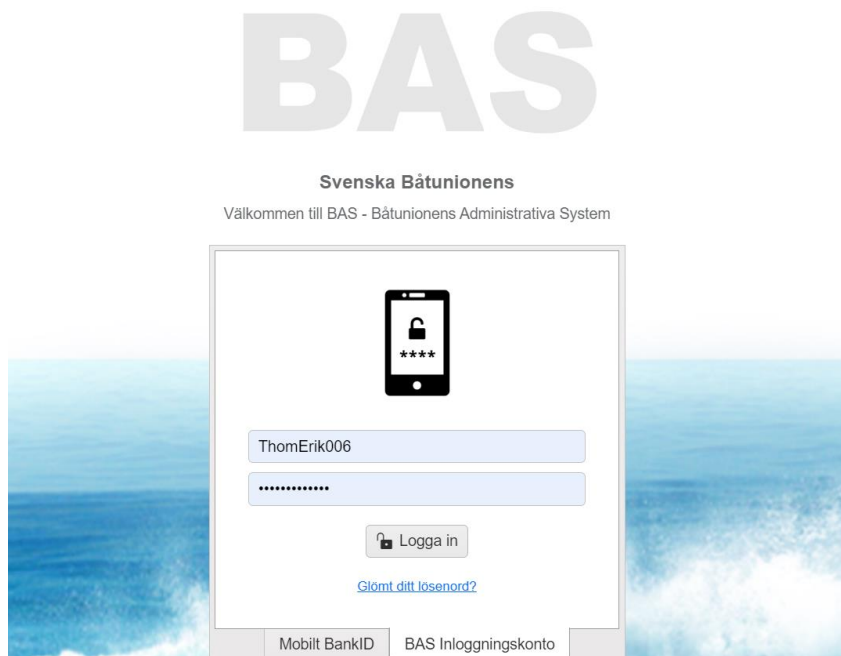 BAS
Svenska Båtunionens
Välkommen till BAS - Båtunionens Administrativa System
****
ThomErik006
•••••••••••••
Logga in
Glömt ditt lösenord?
Mobilt BankID
BAS Inloggningskonto